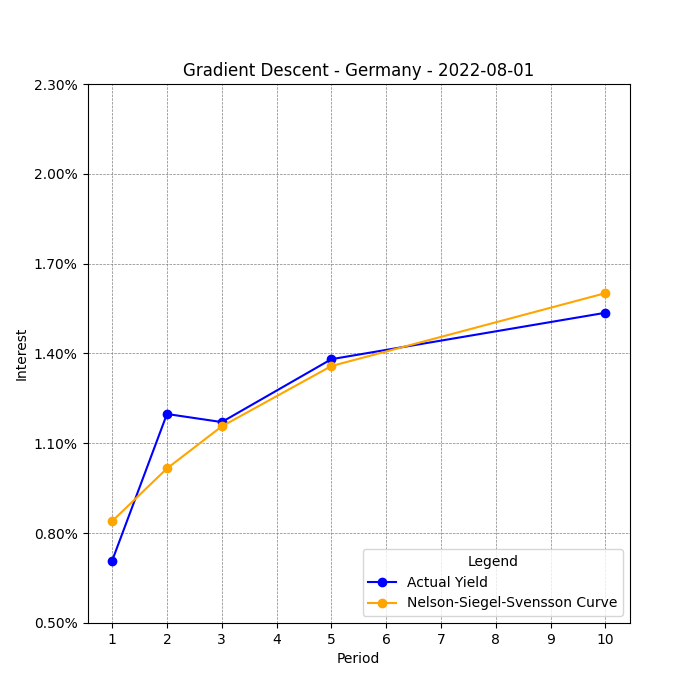 Gradient Descent - Germany - 2022-08-01
2.30%
2.00%
1.70%
1.40%
1.10%
0.80%
0.50%
Interest
Legend
Actual Yield
Nelson-Siegel-Svensson Curve
1 2 3 4 5 6 7 8 9 10
Period